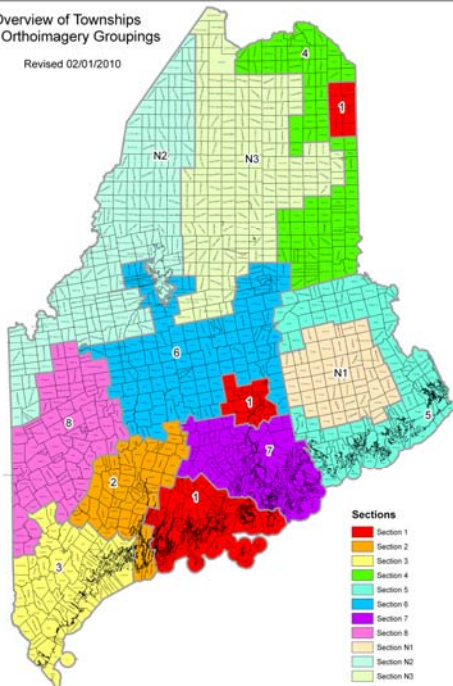 Overview of Townships
Orthoimagery Groupings
Revised 02/01/2010
4
1
N2
N3
6
N1
1
5
8
7
2
1
3
Sections
Section 1
Section 2
Section 3
Section 4
Section 5
Section 6
Section 7
Section 8
Section N1
Section N2
Section N3